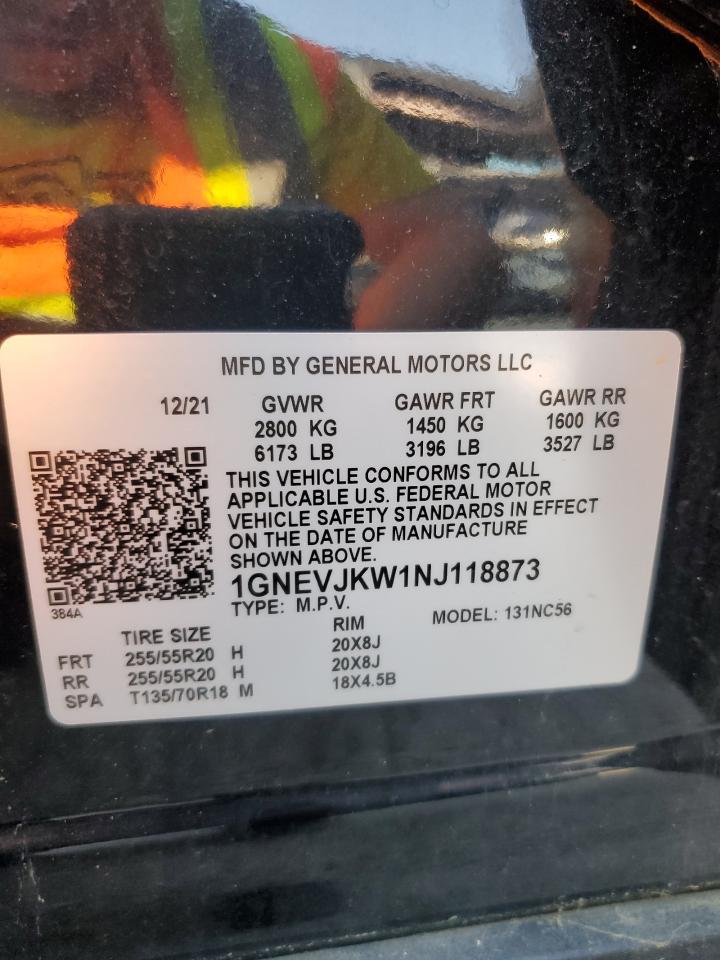 MFD BY GENERAL MOTORS LLC
12/21 GVWR GAWR FRT GAWR RR
2800 KG 1450 KG 1600 KG
6173 LB 3196 LB 3527 LB
THIS VEHICLE CONFORMS TO ALL
APPLICABLE U.S. FEDERAL MOTOR
VEHICLE SAFETY STANDARDS IN EFFECT
ON THE DATE OF MANUFACTURE
SHOWN ABOVE.
384A
1GNEVJKW1NJ118873
TYPE: M.P.V. MODEL: 131NC56
TIRE SIZE RIM
FRT 255/55R20 H 20X8J
RR 255/55R20 H 20X8J
SPA T135/70R18 M 18X4.5B